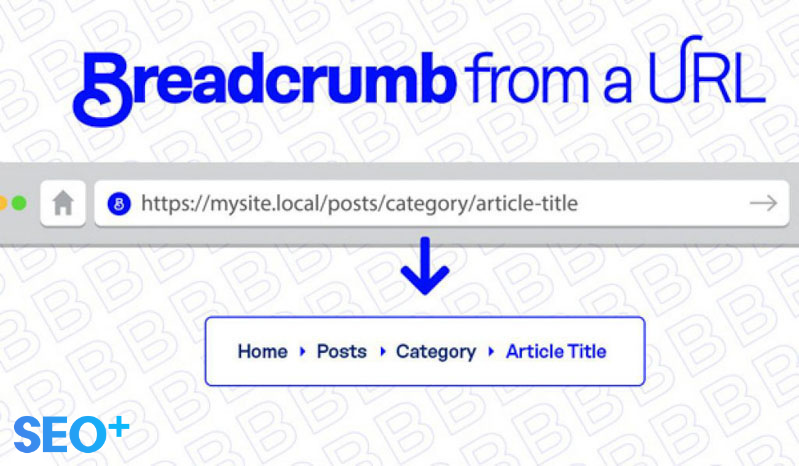 Breadcrumb from a URL
https://mysite.local/posts/category/article-title
Home Posts Category Article Title
SEO+